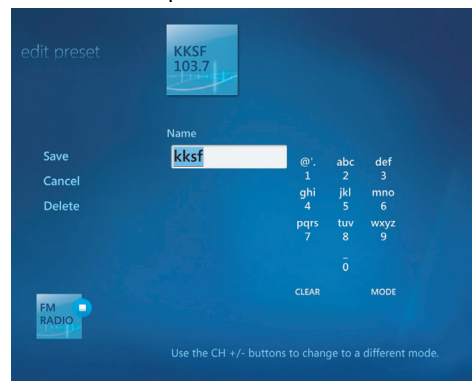 edit preset
KKSF
103.7
Name
kksf
Save
Cancel
Delete
@'. abc def
1 2 3
ghi jkl mno
4 5 6
pqrs tuv wxyz
7 8 9
_
0
CLEAR MODE
FM
RADIO
Use the CH +/- buttons to change to a different mode.